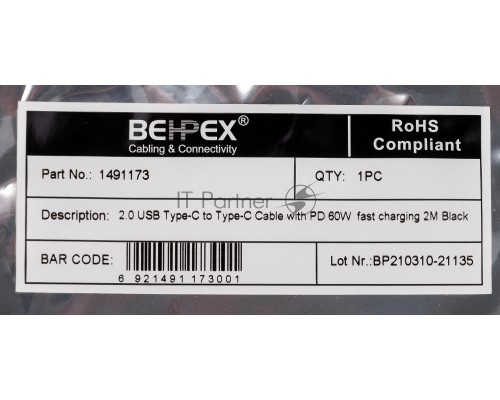 BEHPEX®
Cabling & Connectivity
RoHS
Compliant
Part No.: 1491173
QTY: 1PC
IT Partner
Description: 2.0 USB Type-C to Type-C Cable with PD 60W fast charging 2M Black
BAR CODE:
6 921491 173001
Lot Nr.:BP210310-21135